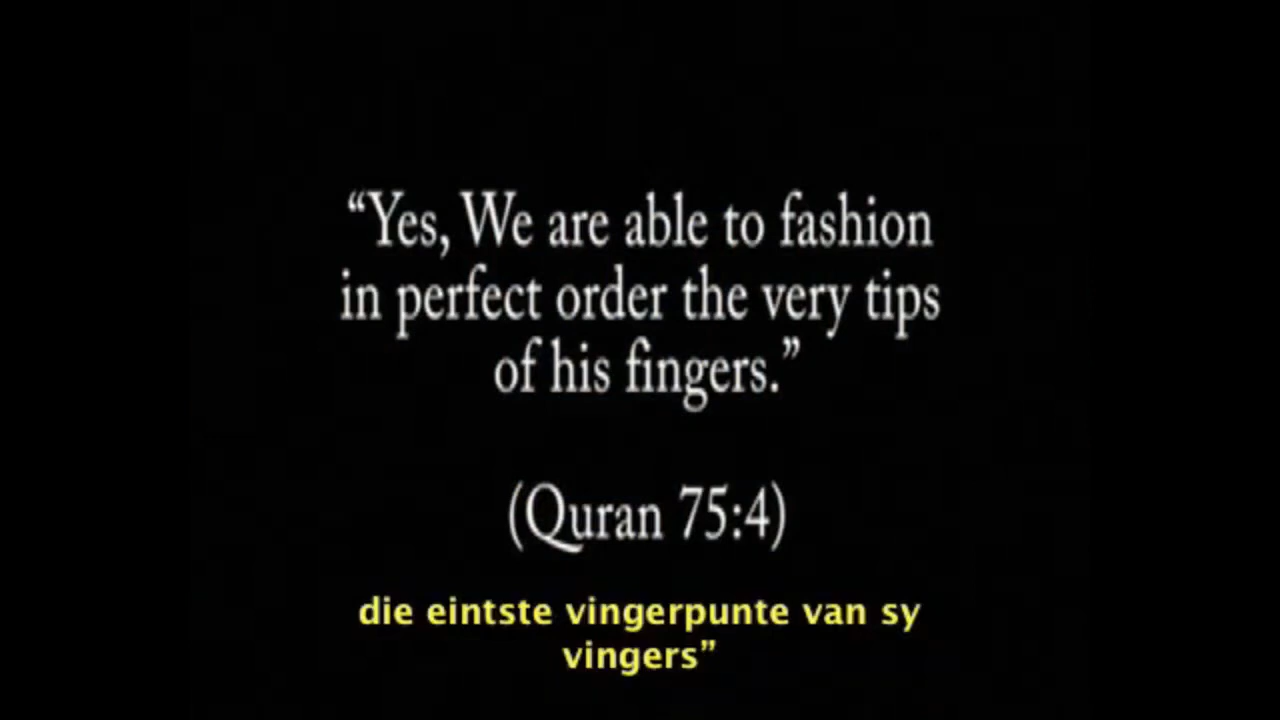 “Yes, We are able to fashion
in perfect order the very tips
of his fingers.”
(Quran 75:4)
die eintste vingerpunte van sy
vingers”